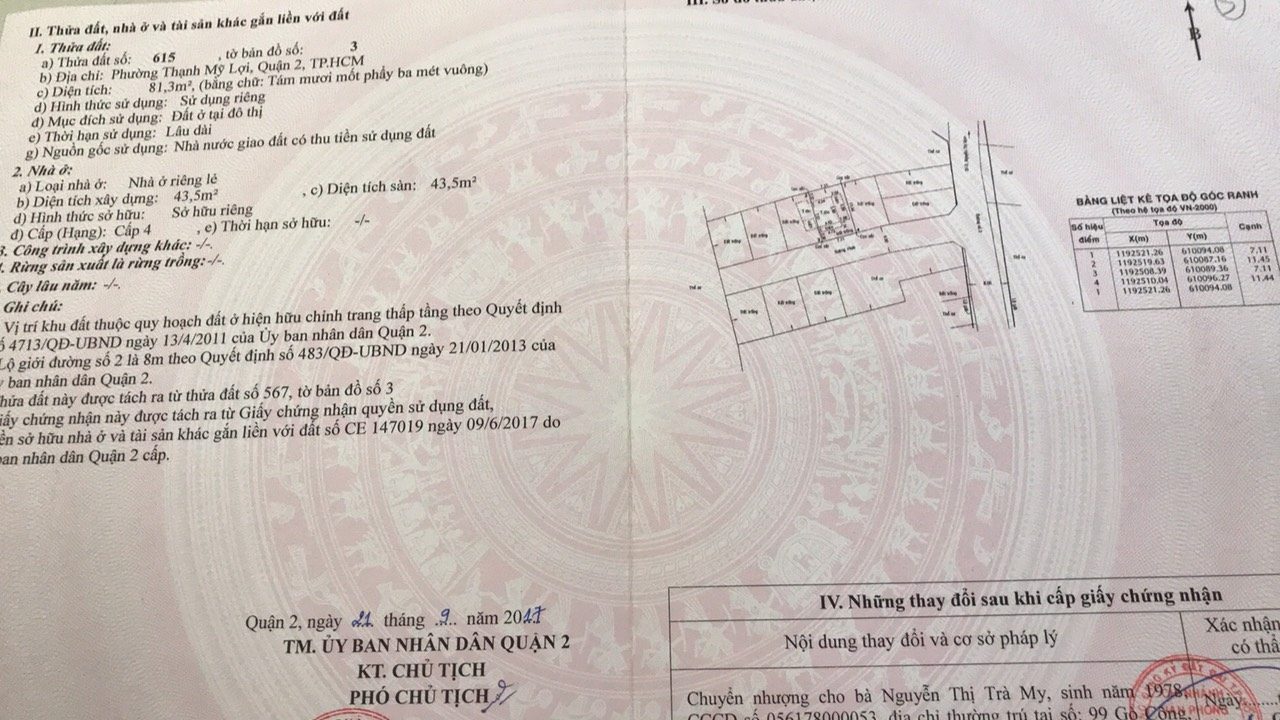 II. Thửa đất, nhà ở và tài sản khác gắn liền với đất
1. Thửa đất:
a) Thửa đất số: 615 , tờ bản đồ số: 3
b) Địa chỉ: Phường Thạnh Mỹ Lợi, Quận 2, TP.HCM
c) Diện tích: 81,3m², (bằng chữ: Tám mươi mốt phẩy ba mét vuông)
d) Hình thức sử dụng: Sử dụng riêng
đ) Mục đích sử dụng: Đất ở tại đô thị
e) Thời hạn sử dụng: Lâu dài
g) Nguồn gốc sử dụng: Nhà nước giao đất có thu tiền sử dụng đất
2. Nhà ở:
a) Loại nhà ở: Nhà ở riêng lẻ
b) Diện tích xây dựng: 43,5m² , c) Diện tích sàn: 43,5m²
d) Hình thức sở hữu: Sở hữu riêng
đ) Cấp (Hạng): Cấp 4 , e) Thời hạn sở hữu: -/-
3. Công trình xây dựng khác: -/-.
. Rừng sản xuất là rừng trồng:-/-.
Cây lâu năm: -/-.
Ghi chú:
Vị trí khu đất thuộc quy hoạch đất ở hiện hữu chỉnh trang thấp tầng theo Quyết định
ố 4713/QĐ-UBND ngày 13/4/2011 của Ủy ban nhân dân Quận 2.
Lộ giới đường số 2 là 8m theo Quyết định số 483/QĐ-UBND ngày 21/01/2013 của
y ban nhân dân Quận 2.
hửa đất này được tách ra từ thửa đất số 567, tờ bản đồ số 3
iấy chứng nhận này được tách ra từ Giấy chứng nhận quyền sử dụng đất,
ền sở hữu nhà ở và tài sản khác gắn liền với đất số CE 147019 ngày 09/6/2017 do
ban nhân dân Quận 2 cấp.
Quận 2, ngày 21 tháng .9. năm 2017
TM. ỦY BAN NHÂN DÂN QUẬN 2
KT. CHỦ TỊCH
PHÓ CHỦ TỊCH
5
B
BẢNG LIỆT KÊ TỌA ĐỘ GÓC RANH
(Theo hệ tọa độ VN-2000)
Số hiệu điểm Tọa độ Cạnh
X(m) Y(m)
1 1192521.26 610094.08 7.11
2 1192519.63 610087.16 11.45
3 1192508.39 610089.36 7.11
4 1192510.04 610096.27 11.44
1 1192521.26 610094.08
IV. Những thay đổi sau khi cấp giấy chứng nhận
Nội dung thay đổi và cơ sở pháp lý
Xác nhận
có thẩ
Chuyển nhượng cho bà Nguyễn Thị Trà My, sinh năm 1978,
Ngày
CCCD số 056178000053, địa chỉ thường trú tại số: 99 Gò Công